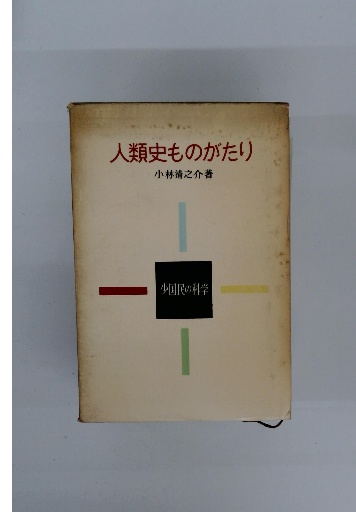 人類史ものがたり
小林清之介著
少国民の科学